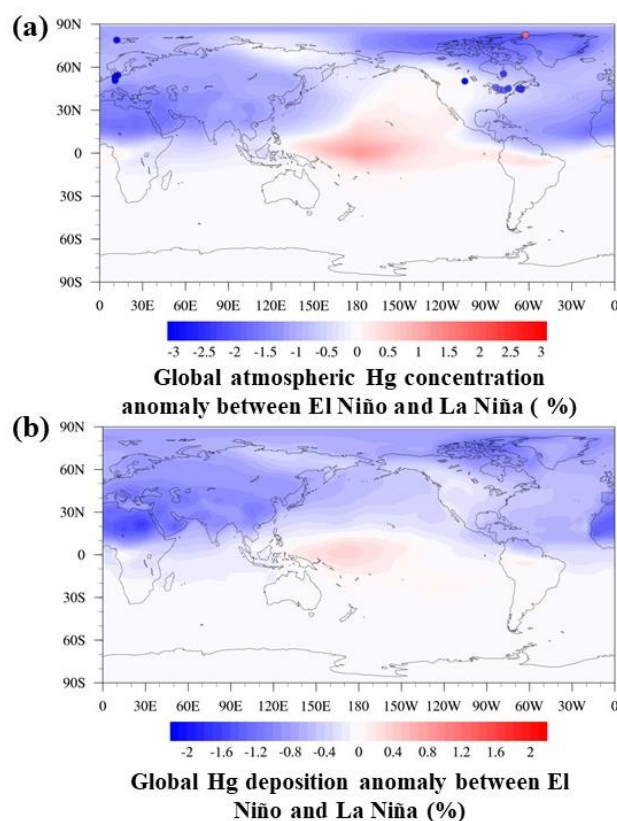 (a)
90N
60N
30N
0
30S
60S
90S
0 30E 60E 90E 120E 150E 180 150W 120W 90W 60W 30W 0
-3 -2.5 -2 -1.5 -1 -0.5 0 0.5 1 1.5 2 2.5 3
Global atmospheric Hg concentration
anomaly between El Niño and La Niña ( %)
(b)
90N
60N
30N
0
30S
60S
90S
0 30E 60E 90E 120E 150E 180 150W 120W 90W 60W 30W 0
-2 -1.6 -1.2 -0.8 -0.4 0 0.4 0.8 1.2 1.6 2
Global Hg deposition anomaly between El
Niño and La Niña (%)